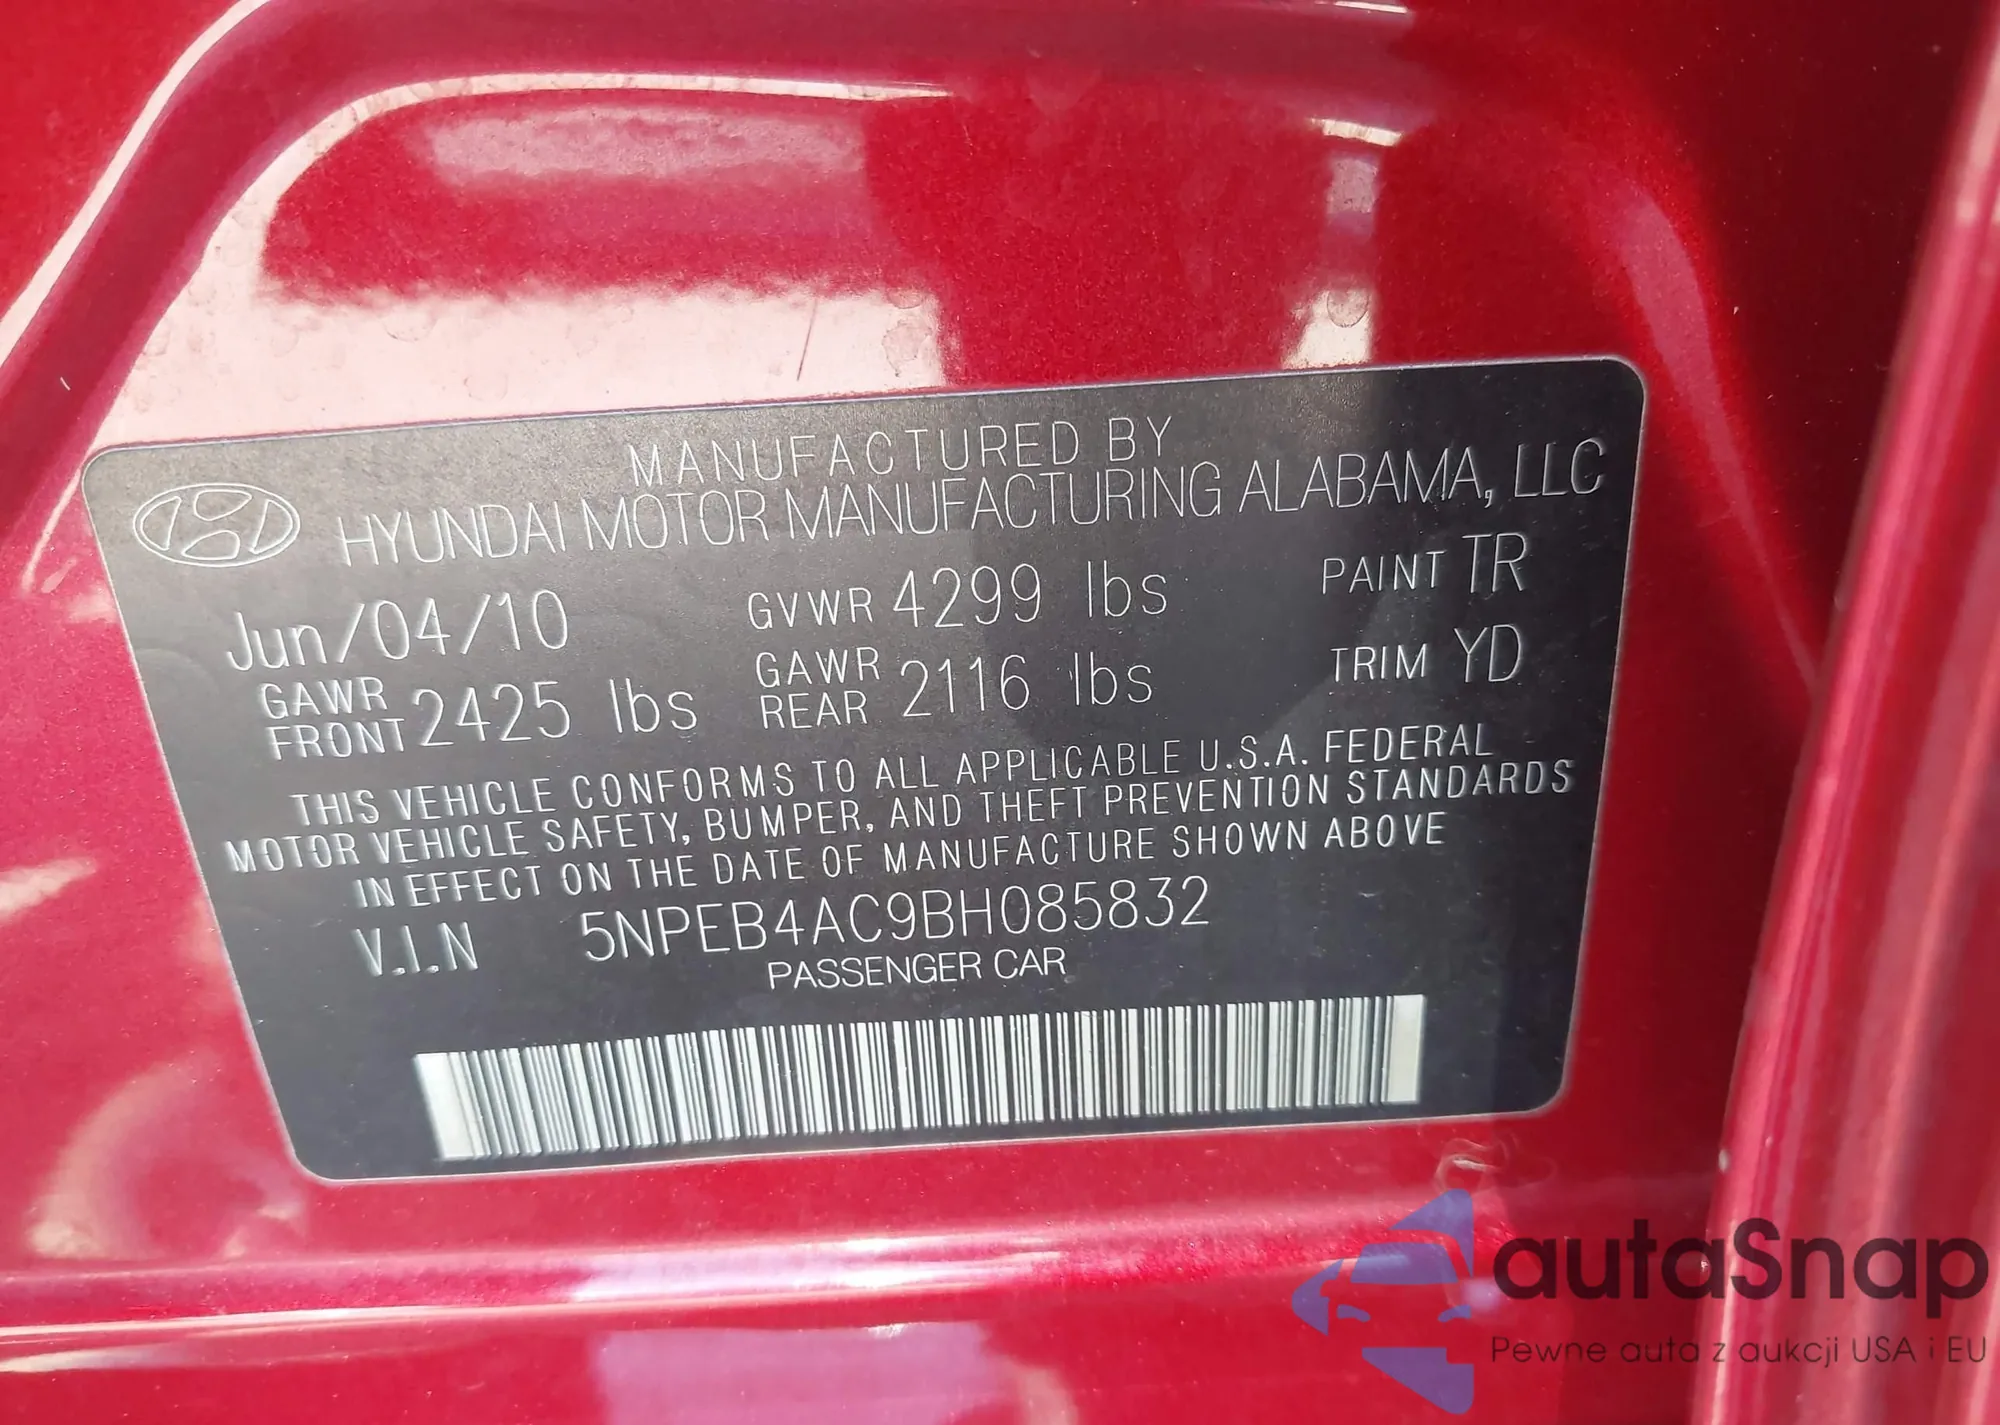 MANUFACTURED BY
HYUNDAI MOTOR MANUFACTURING ALABAMA, LLC
Jun/04/10 GVWR 4299 lbs PAINT TR
GAWR FRONT 2425 lbs GAWR REAR 2116 lbs TRIM YD
THIS VEHICLE CONFORMS TO ALL APPLICABLE U.S.A. FEDERAL
MOTOR VEHICLE SAFETY, BUMPER, AND THEFT PREVENTION STANDARDS
IN EFFECT ON THE DATE OF MANUFACTURE SHOWN ABOVE
V.I.N 5NPEB4AC9BH085832
PASSENGER CAR
autaSnap
Pewne auta z aukcji USA i EU